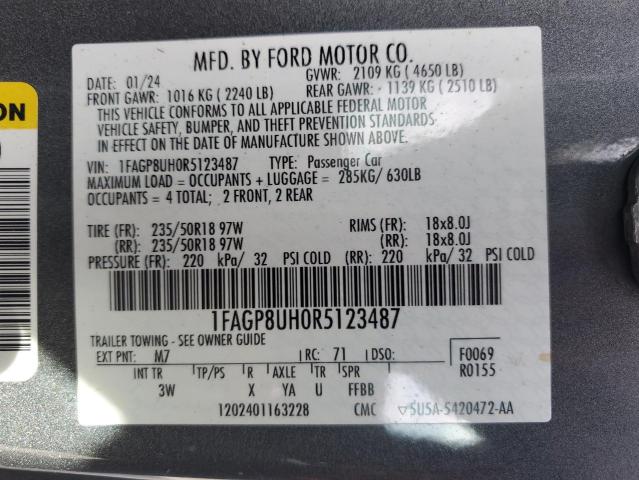 ON
MFD. BY FORD MOTOR CO.
DATE: 01/24 GVWR: 2109 KG ( 4650 LB)
FRONT GAWR: 1016 KG ( 2240 LB) REAR GAWR: 1139 KG ( 2510 LB)
THIS VEHICLE CONFORMS TO ALL APPLICABLE FEDERAL MOTOR
VEHICLE SAFETY, BUMPER, AND THEFT PREVENTION STANDARDS
IN EFFECT ON THE DATE OF MANUFACTURE SHOWN ABOVE.
VIN: 1FAGP8UH0R5123487 TYPE: Passenger Car
MAXIMUM LOAD = OCCUPANTS + LUGGAGE = 285KG/ 630LB
OCCUPANTS = 4 TOTAL; 2 FRONT, 2 REAR
TIRE (FR): 235/50R18 97W RIMS (FR): 18x8.0J
(RR): 235/50R18 97W (RR): 18x8.0J
PRESSURE (FR): 220 kPa/ 32 PSI COLD (RR): 220 kPa/ 32 PSI COLD
1FAGP8UH0R5123487
TRAILER TOWING - SEE OWNER GUIDE
EXT PNT: M7 RC: 71 DSO: F0069
INT TR TP/PS R AXLE TR SPR R0155
3W X YA U FFBB
1202401163228 CMC 5U5A-5420472-AA